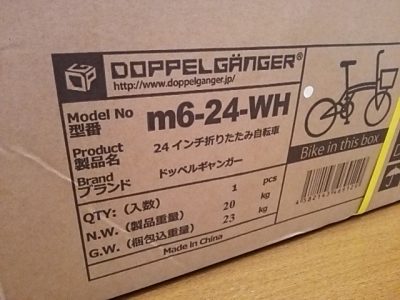 DOPPELGÄNGER®
http://www.doppelganger.jp/
Model No
型番
m6-24-WH
Product
製品名
24インチ折りたたみ自転車
Brand
ブランド
ドッペルギャンガー
QTY:（入数） 1 pcs
N.W.（製品重量） 20 kg
G.W.（梱包込重量） 23 kg
Made in China
Bike in this box